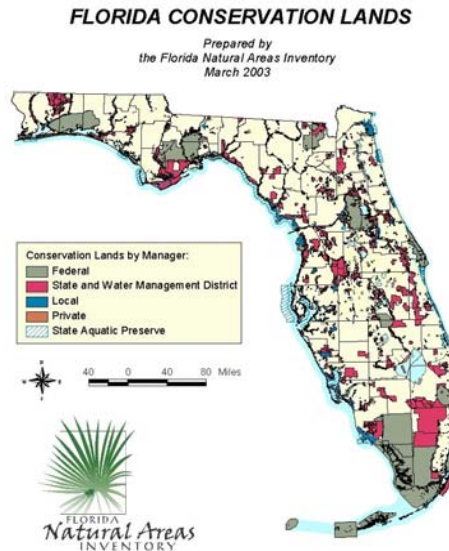 FLORIDA CONSERVATION LANDS
Prepared by
the Florida Natural Areas Inventory
March 2003
Conservation Lands by Manager:
Federal
State and Water Management District
Local
Private
State Aquatic Preserve
40 0 40 80 Miles
FLORIDA
Natural Areas
INVENTORY